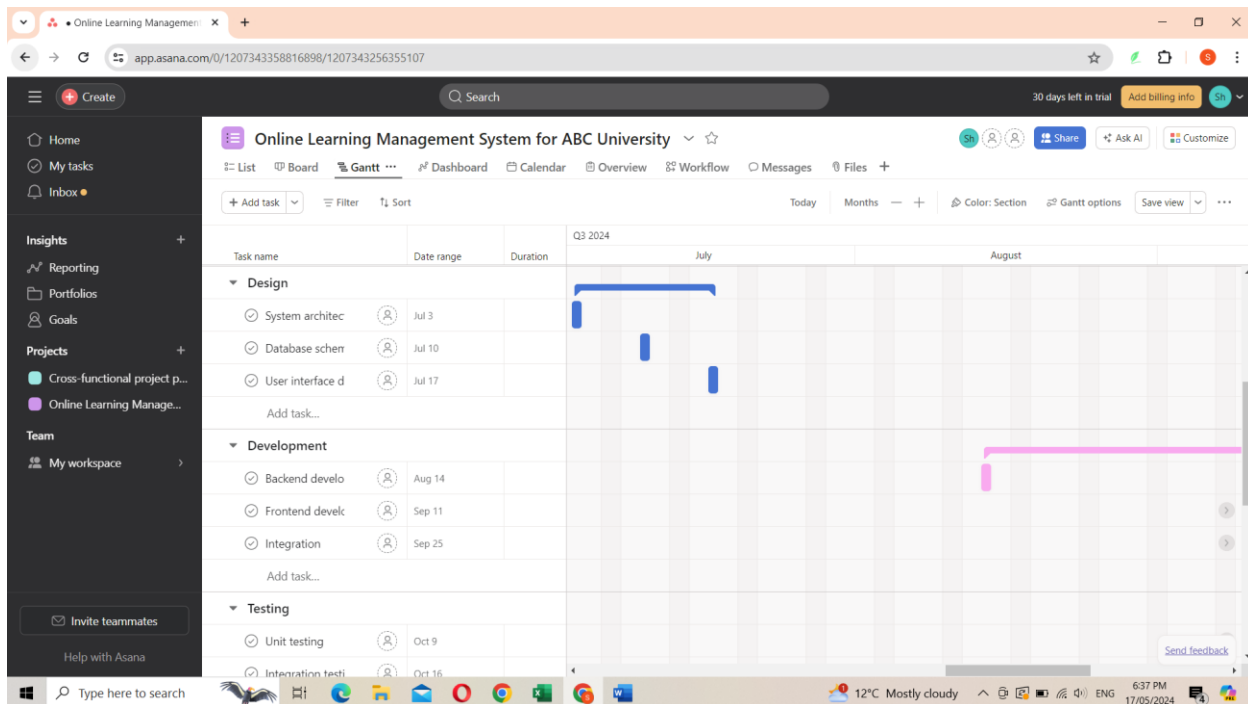 Online Learning Management
app.asana.com/0/1207343358816898/1207343256355107
S
Create
Search
30 days left in trial
Add billing info
Sh
Home
My tasks
Inbox
Insights
Reporting
Portfolios
Goals
Projects
Cross-functional project p...
Online Learning Manage...
Team
My workspace
Invite teammates
Help with Asana
Online Learning Management System for ABC University
Sh
Share
Ask AI
Customize
List Board Gantt ... Dashboard Calendar Overview Workflow Messages Files
+ Add task
Filter
Sort
Today
Months
Color: Section
Gantt options
Save view
Q3 2024
Task name Date range Duration July August
Design
System architec Jul 3
Database schem Jul 10
User interface d Jul 17
Add task...
Development
Backend develo Aug 14
Frontend develo Sep 11
Integration Sep 25
Add task...
Testing
Unit testing Oct 9
Integration testi Oct 16
Send feedback
Type here to search
12°C Mostly cloudy
ENG
6:37 PM
17/05/2024
4